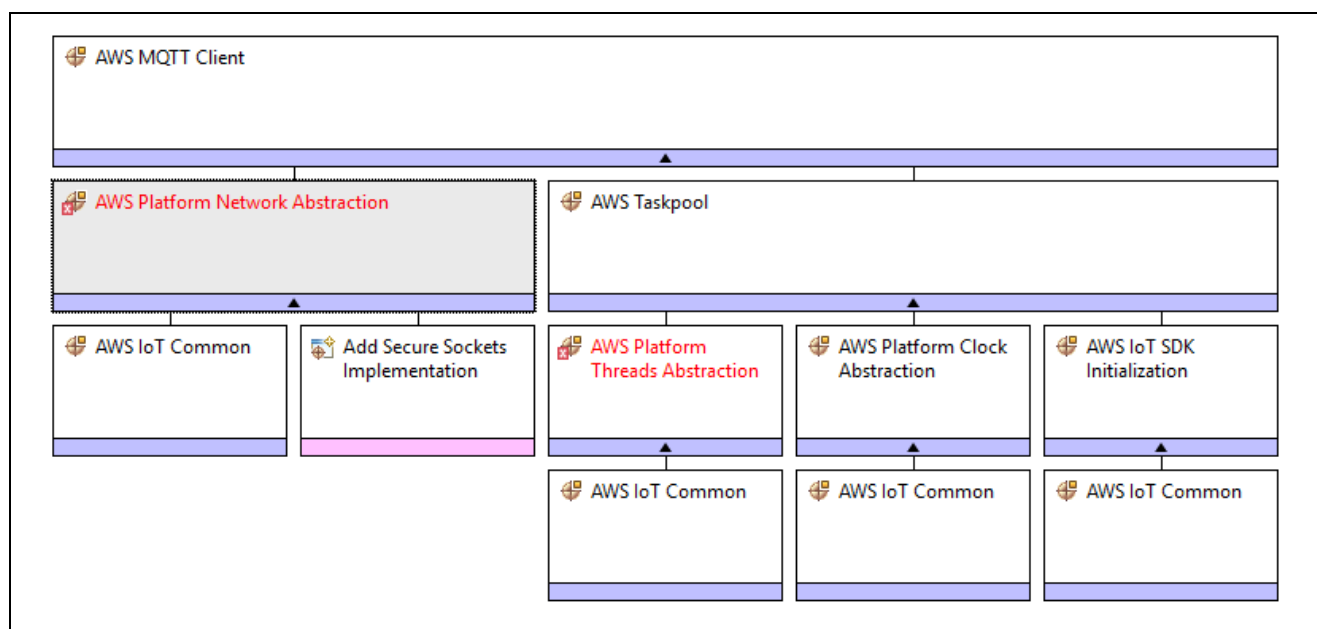 AWS MQTT Client
AWS Platform Network Abstraction
AWS Taskpool
AWS IoT Common
Add Secure Sockets
Implementation
AWS Platform
Threads Abstraction
AWS Platform Clock
Abstraction
AWS IoT SDK
Initialization
AWS IoT Common
AWS IoT Common
AWS IoT Common